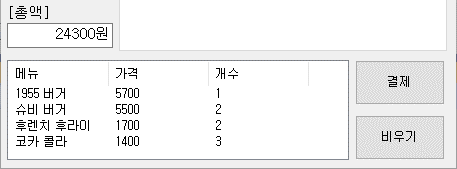 [총액]
24300원
메뉴 가격 개수
1955 버거 5700 1
슈비 버거 5500 2
후렌치 후라이 1700 2
코카 콜라 1400 3
결제
비우기